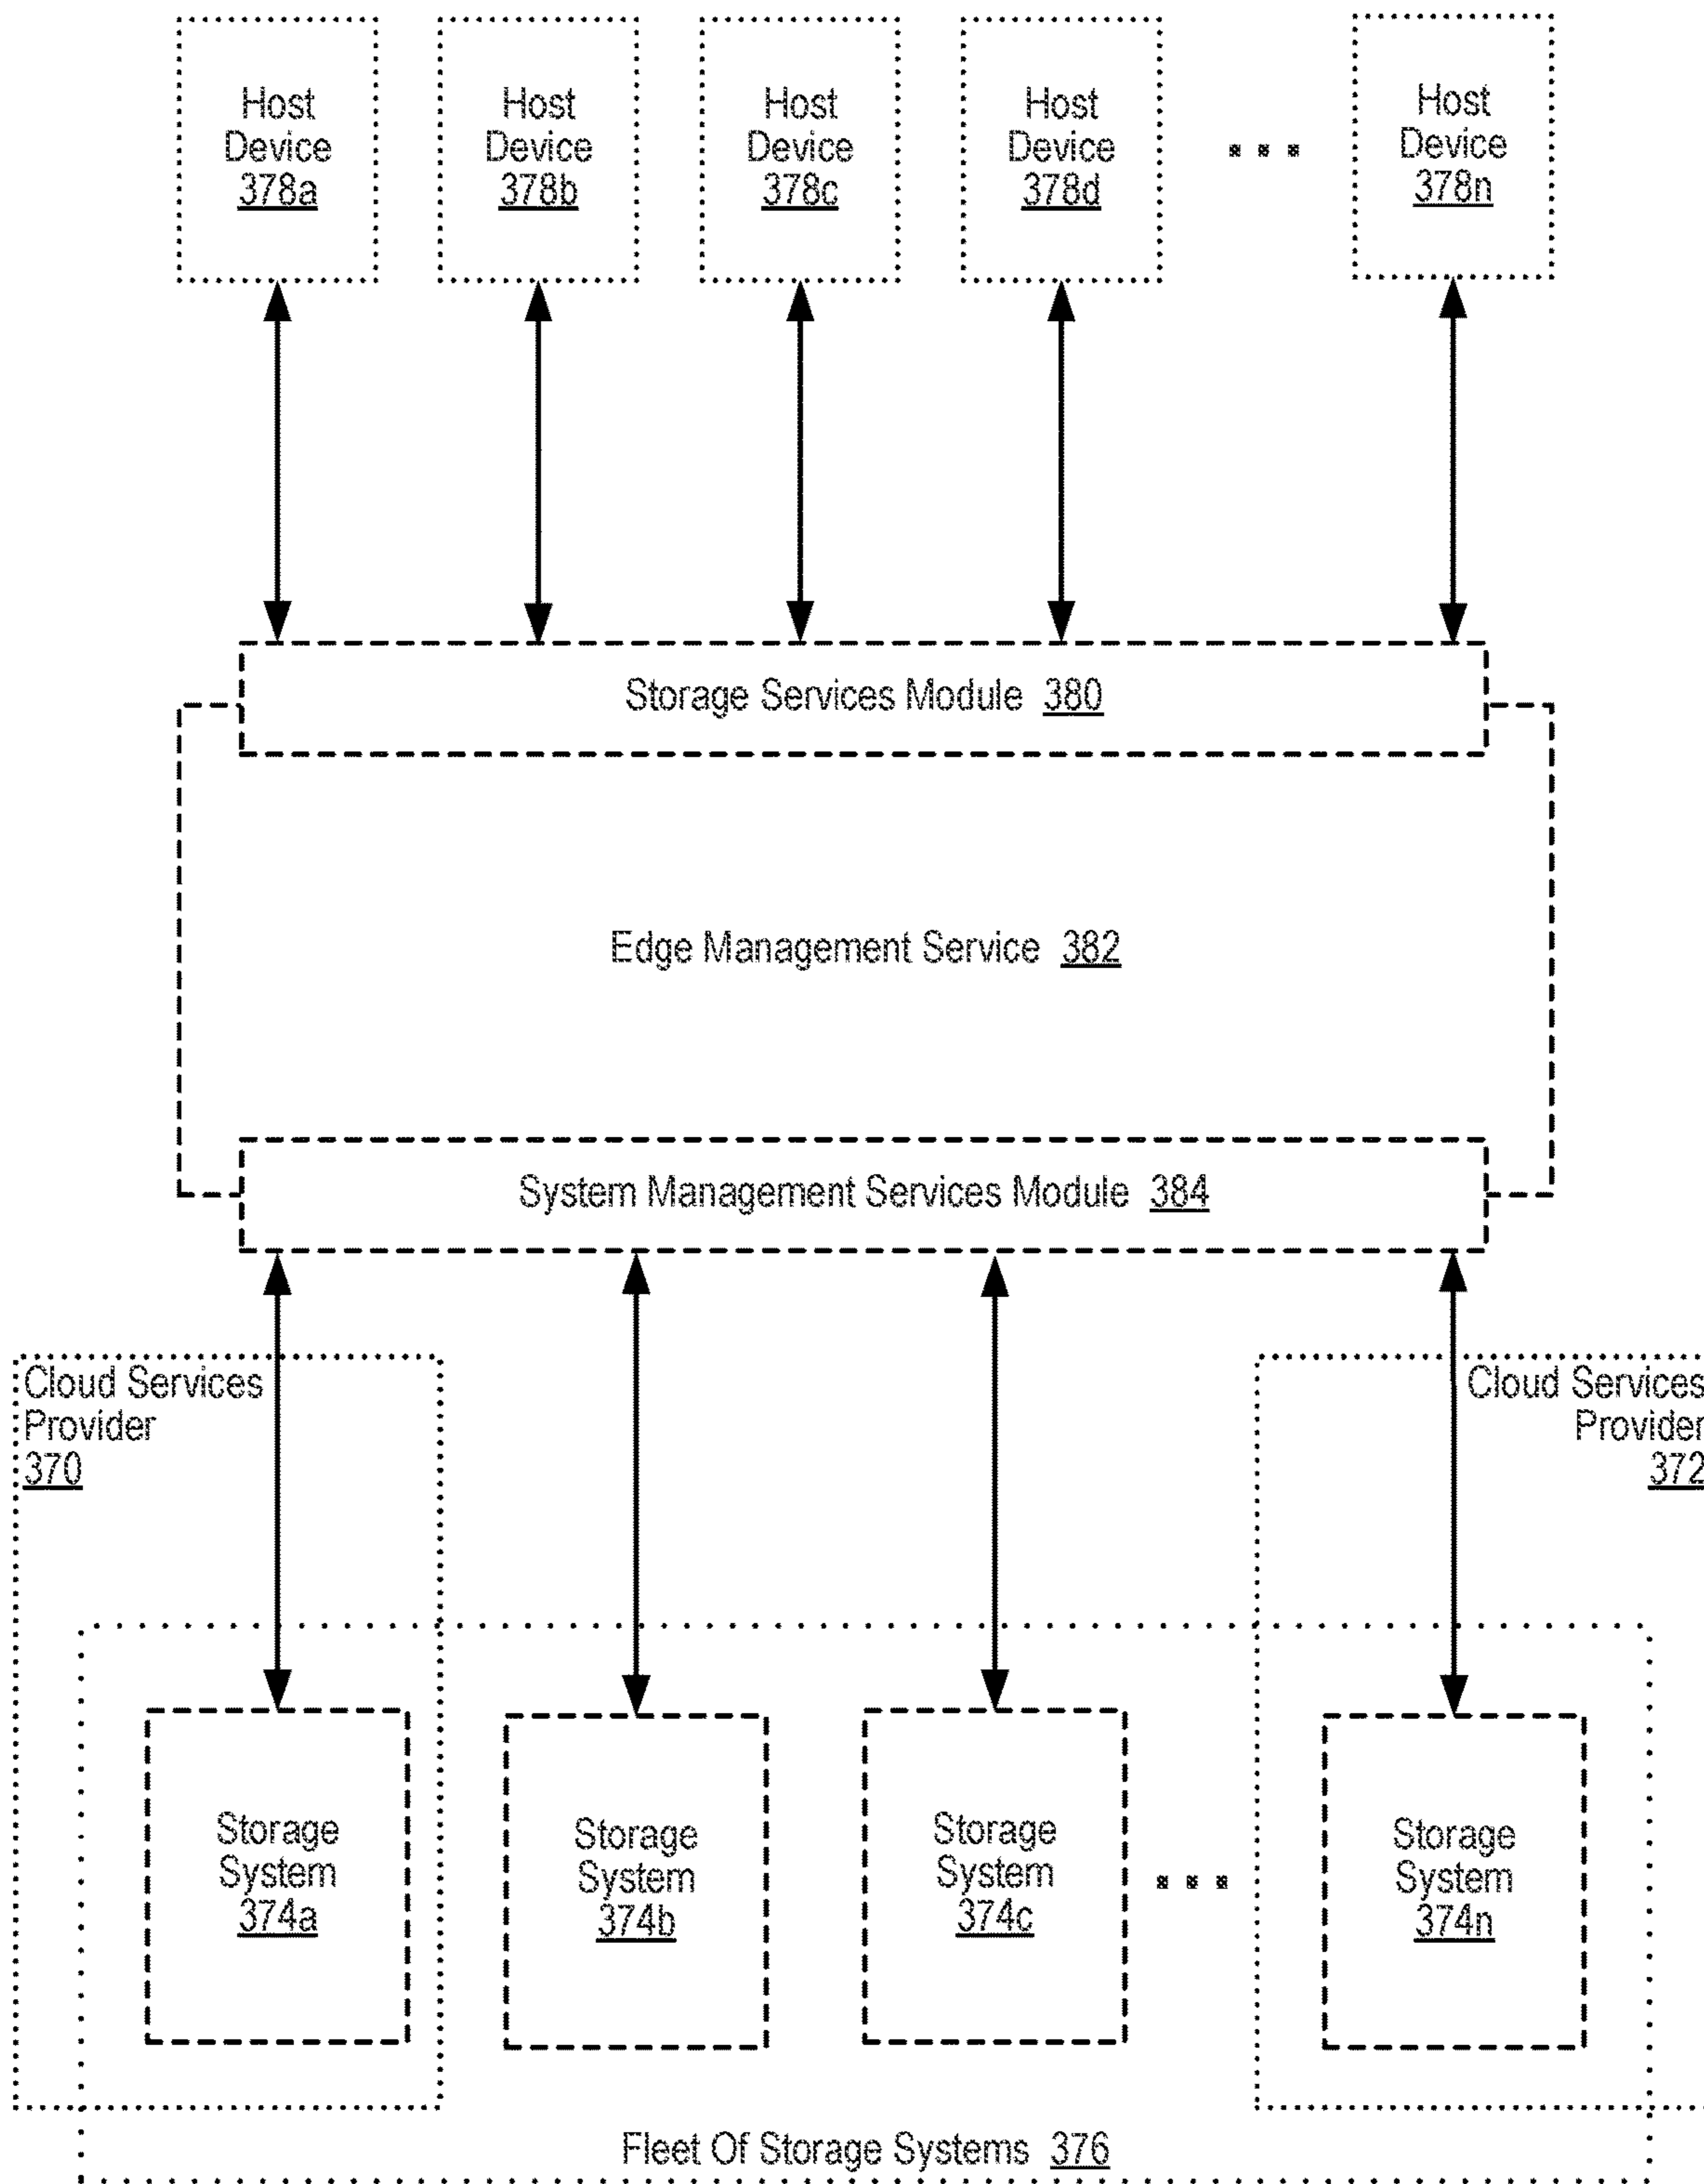 Host
Device
378a
Host
Device
378b
Host
Device
378c
Host
Device
378d
...
Host
Device
378n
Storage Services Module 380
Edge Management Service 382
System Management Services Module 384
Cloud Services
Provider
370
Cloud Services
Provider
372
Storage
System
374a
Storage
System
374b
Storage
System
374c
...
Storage
System
374n
Fleet Of Storage Systems 376